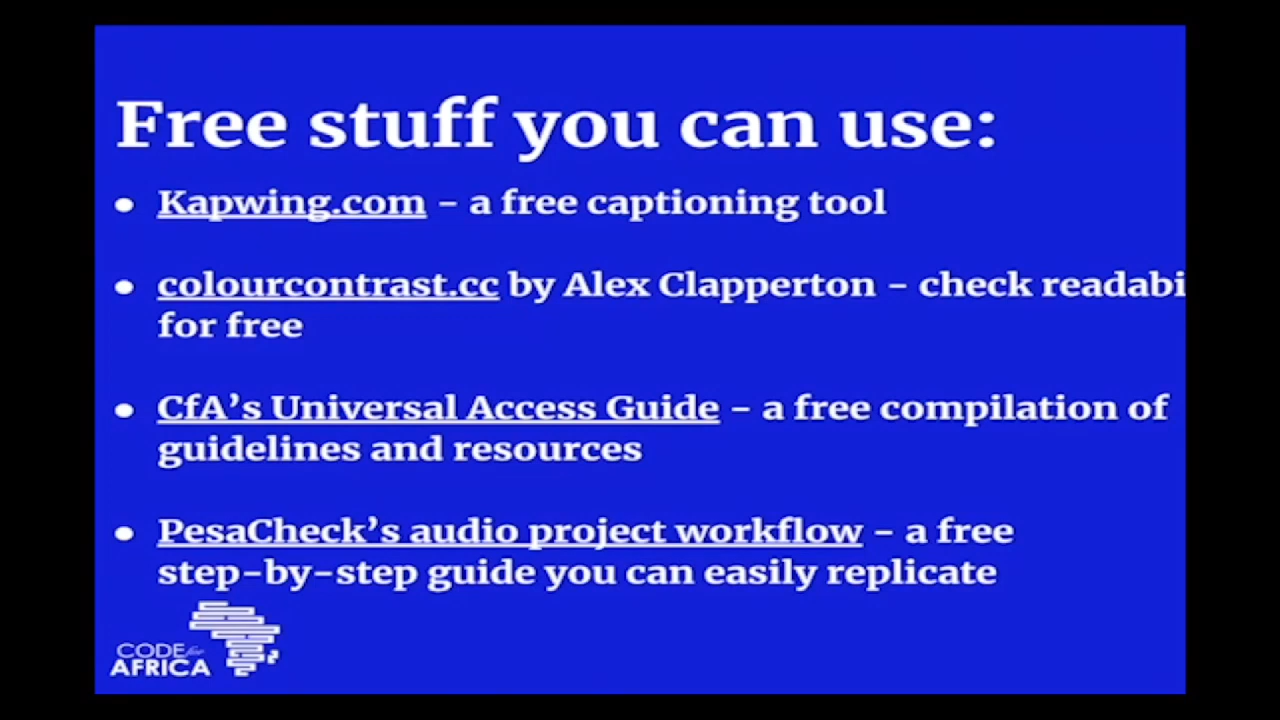 Free stuff you can use:
● Kapwing.com – a free captioning tool
● colourcontrast.cc by Alex Clapperton – check readabi
for free
● CfA’s Universal Access Guide – a free compilation of
guidelines and resources
● PesaCheck’s audio project workflow – a free
step-by-step guide you can easily replicate
CODE for
AFRICA